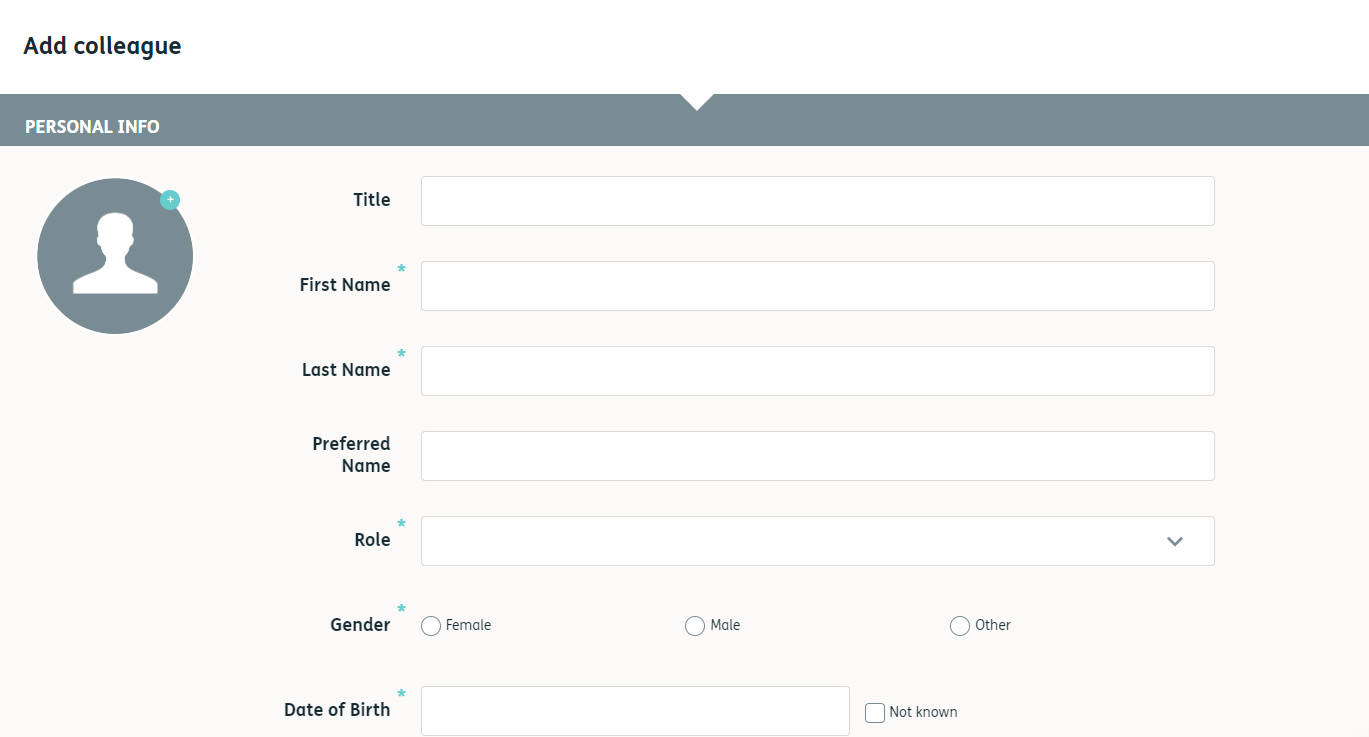 Add colleague
PERSONAL INFO
+
Title
First Name *
Last Name *
Preferred
Name
Role *
Gender *
Female
Male
Other
Date of Birth *
Not known